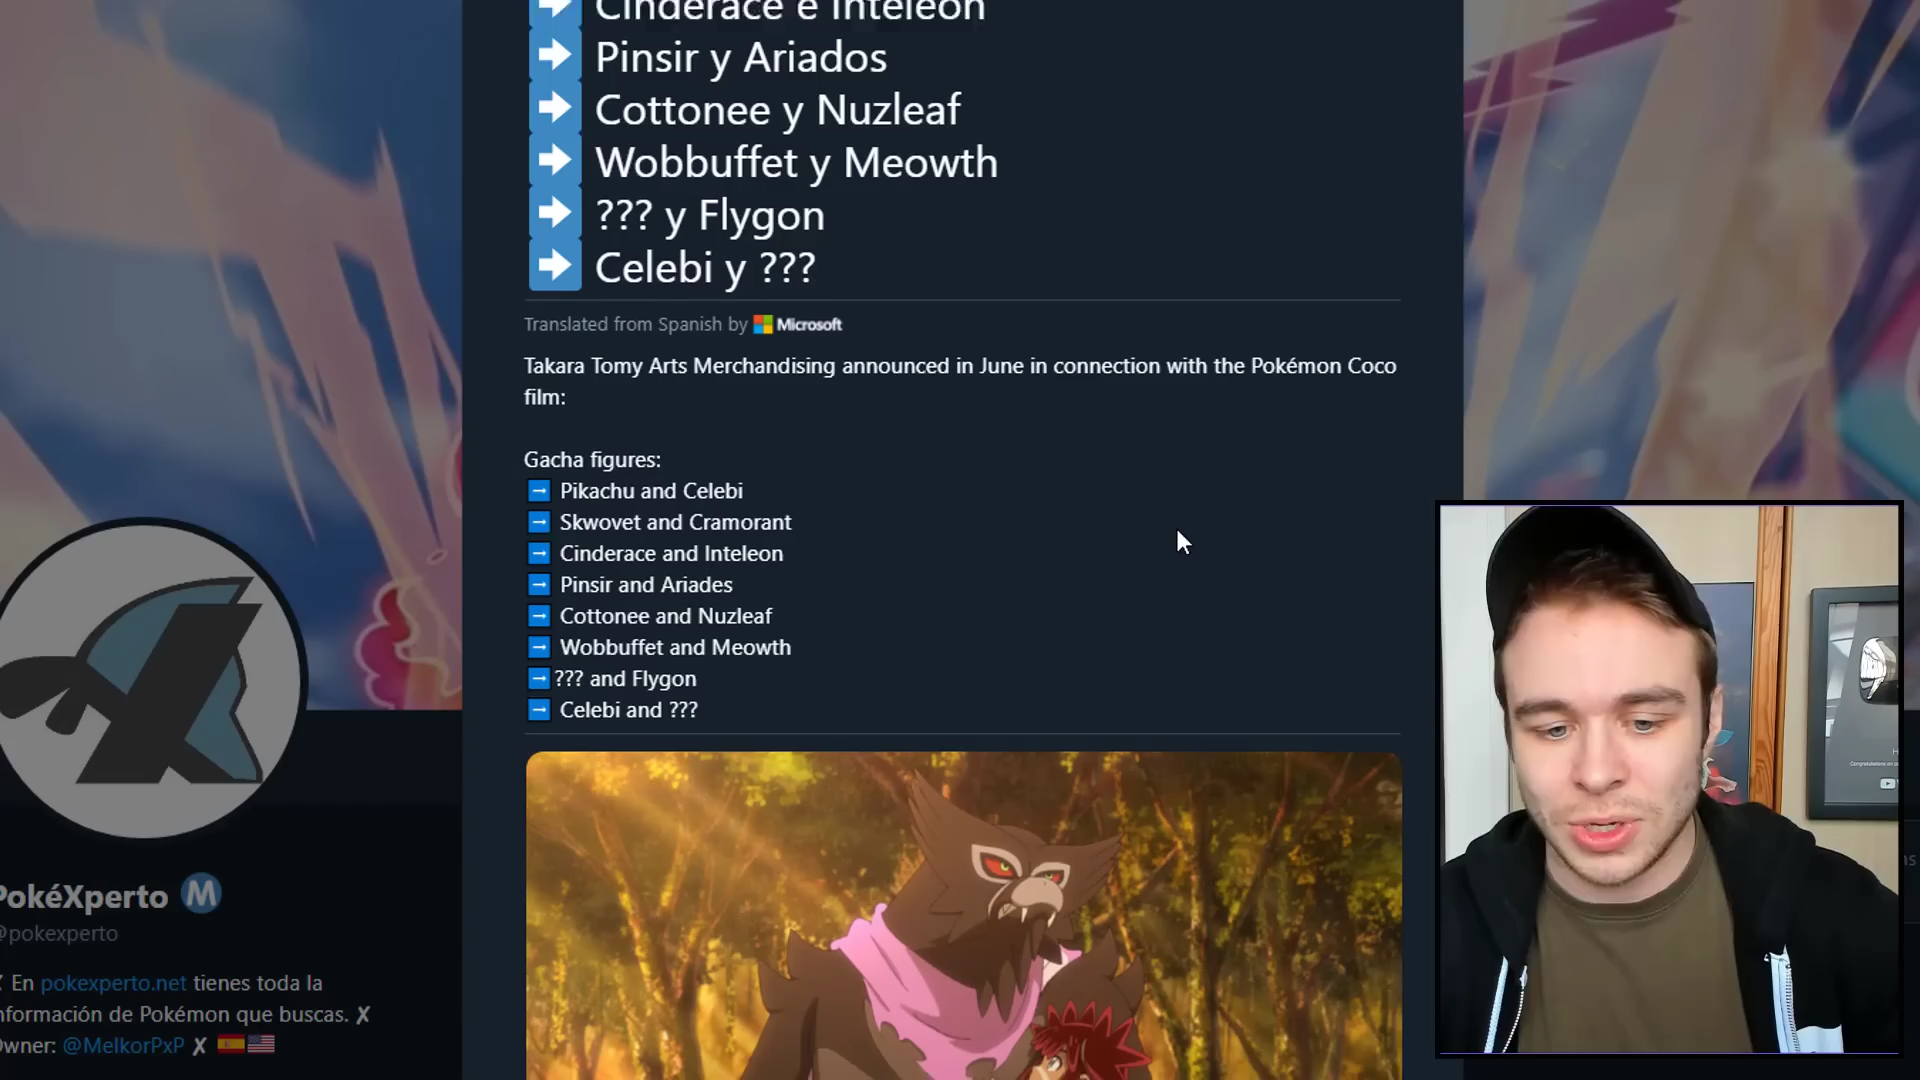 Cinderace e Inteleon
Pinsir y Ariados
Cottonee y Nuzleaf
Wobbuffet y Meowth
??? y Flygon
Celebi y ???
Translated from Spanish by Microsoft
Takara Tomy Arts Merchandising announced in June in connection with the Pokémon Coco
film:
Gacha figures:
Pikachu and Celebi
Skwovet and Cramorant
Cinderace and Inteleon
Pinsir and Ariades
Cottonee and Nuzleaf
Wobbuffet and Meowth
??? and Flygon
Celebi and ???
PokéXperto M
@pokexperto
En pokexperto.net tienes toda la
nformación de Pokémon que buscas. X
Owner: @MelkorPxP X